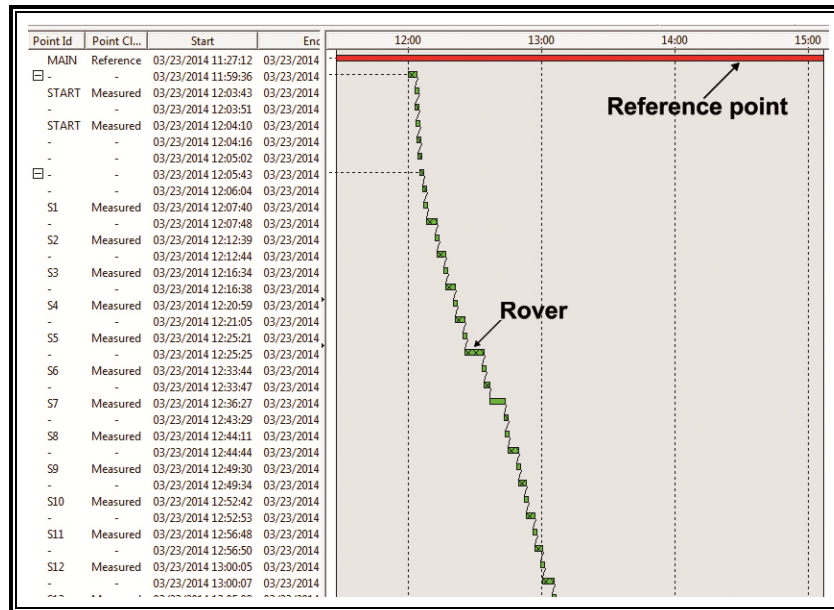 12:00 13:00 14:00 15:00
Point Id Point Cl... Start End
MAIN Reference 03/23/2014 11:27:12 03/23/2014
- - 03/23/2014 11:59:36 03/23/2014
START Measured 03/23/2014 12:03:43 03/23/2014
- - 03/23/2014 12:03:51 03/23/2014
START Measured 03/23/2014 12:04:10 03/23/2014
- - 03/23/2014 12:04:16 03/23/2014
- - 03/23/2014 12:05:02 03/23/2014
- - 03/23/2014 12:05:43 03/23/2014
- - 03/23/2014 12:06:04 03/23/2014
S1 Measured 03/23/2014 12:07:40 03/23/2014
- - 03/23/2014 12:07:48 03/23/2014
S2 Measured 03/23/2014 12:12:39 03/23/2014
- - 03/23/2014 12:12:44 03/23/2014
S3 Measured 03/23/2014 12:16:34 03/23/2014
- - 03/23/2014 12:16:38 03/23/2014
S4 Measured 03/23/2014 12:20:59 03/23/2014
- - 03/23/2014 12:21:05 03/23/2014
S5 Measured 03/23/2014 12:25:21 03/23/2014
- - 03/23/2014 12:25:25 03/23/2014
S6 Measured 03/23/2014 12:33:44 03/23/2014
- - 03/23/2014 12:33:47 03/23/2014
S7 Measured 03/23/2014 12:36:27 03/23/2014
- - 03/23/2014 12:43:29 03/23/2014
S8 Measured 03/23/2014 12:44:11 03/23/2014
- - 03/23/2014 12:44:44 03/23/2014
S9 Measured 03/23/2014 12:49:30 03/23/2014
- - 03/23/2014 12:49:34 03/23/2014
S10 Measured 03/23/2014 12:52:42 03/23/2014
- - 03/23/2014 12:52:53 03/23/2014
S11 Measured 03/23/2014 12:56:48 03/23/2014
- - 03/23/2014 12:56:50 03/23/2014
S12 Measured 03/23/2014 13:00:05 03/23/2014
- - 03/23/2014 13:00:07 03/23/2014
Reference point
Rover